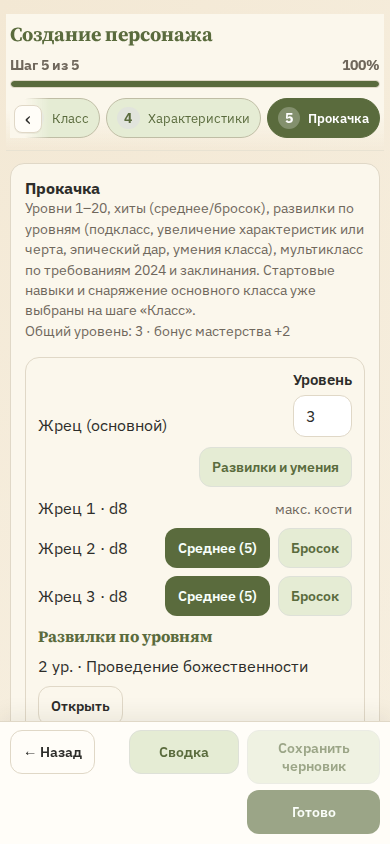 Создание персонажа
Шаг 5 из 5 100%
‹ Класс 4 Характеристики 5 Прокачка
Прокачка
Уровни 1–20, хиты (среднее/бросок), развилки по
уровням (подкласс, увеличение характеристик или
черта, эпический дар, умения класса), мультикласс
по требованиям 2024 и заклинания. Стартовые
навыки и снаряжение основного класса уже
выбраны на шаге «Класс».
Общий уровень: 3 · бонус мастерства +2
Уровень
Жрец (основной) 3
Развилки и умения
Жрец 1 · d8 макс. кости
Жрец 2 · d8 Среднее (5) Бросок
Жрец 3 · d8 Среднее (5) Бросок
Развилки по уровням
2 ур. · Проведение божественности
Открыть
← Назад Сводка Сохранить
черновик
Готово